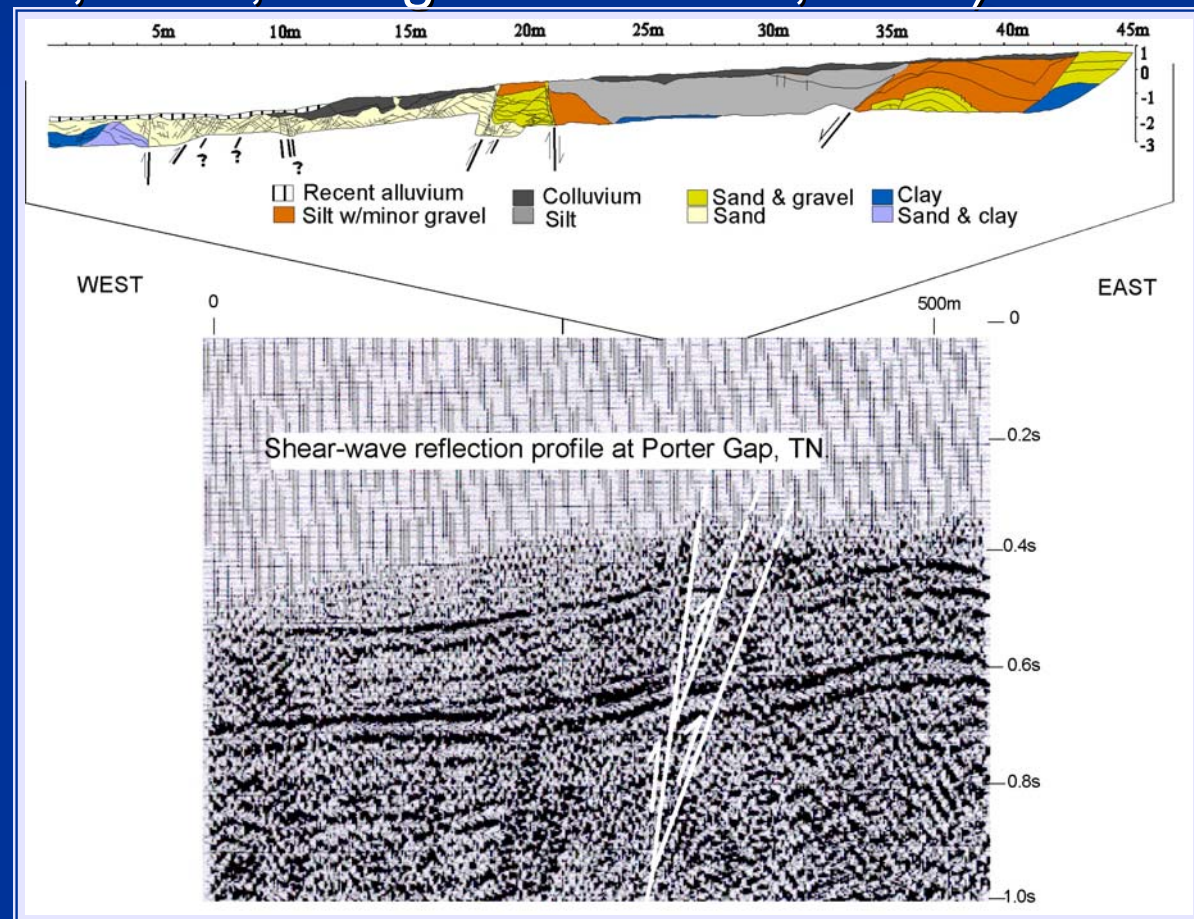 5m 10m 15m 20m 25m 30m 35m 40m 45m
1
0
-1
-2
-3
? ? ?
Recent alluvium Colluvium Sand & gravel Clay
Silt w/minor gravel Silt Sand Sand & clay
WEST EAST
0 500m
0
0.2s
Shear-wave reflection profile at Porter Gap, TN.
0.4s
0.6s
0.8s
1.0s